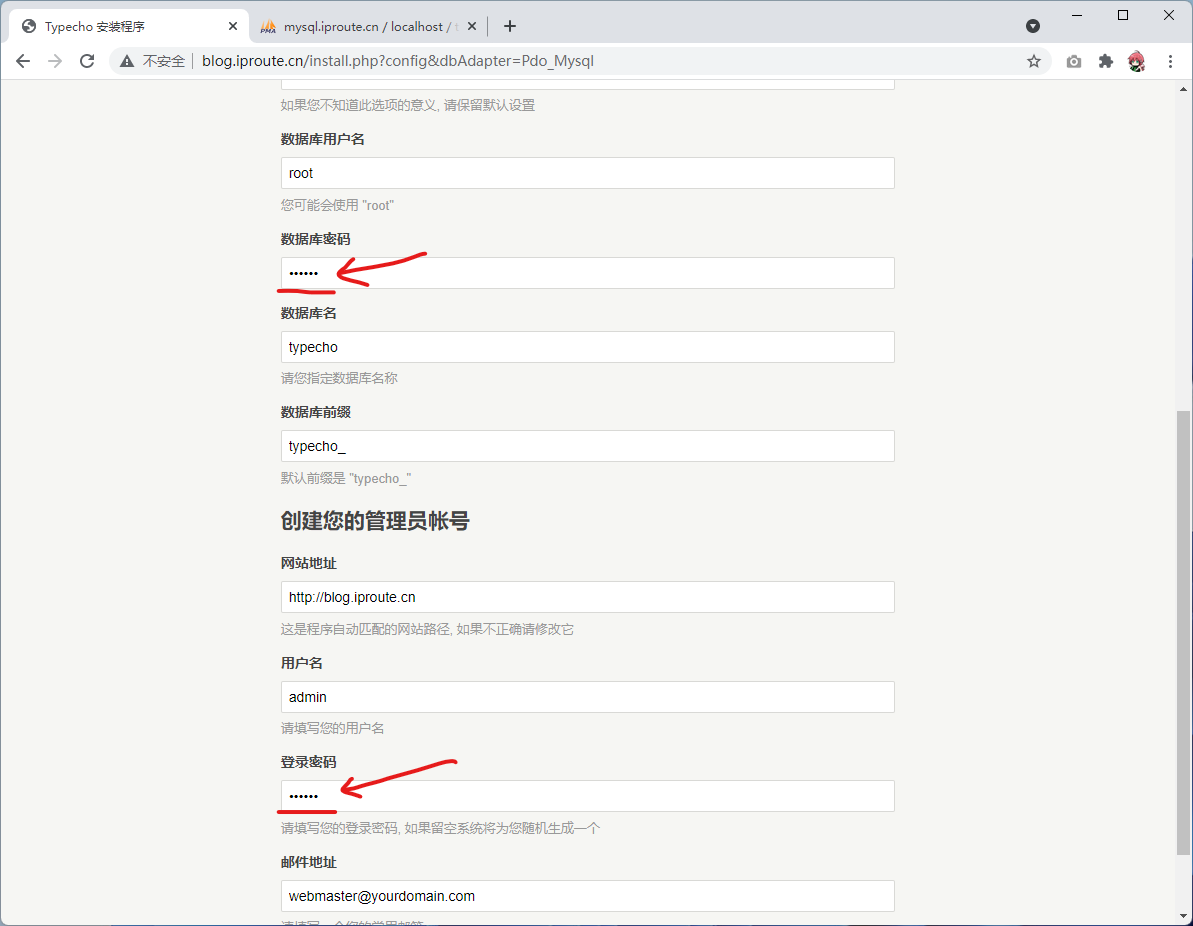 Typecho 安装程序
mysql.iproute.cn / localhost / t
不安全
blog.iproute.cn/install.php?config&dbAdapter=Pdo_Mysql
如果您不知道此选项的意义, 请保留默认设置
数据库用户名
root
您可能会使用 "root"
数据库密码
••••••
数据库名
typecho
请您指定数据库名称
数据库前缀
typecho_
默认前缀是 "typecho_"
创建您的管理员帐号
网站地址
http://blog.iproute.cn
这是程序自动匹配的网站路径, 如果不正确请修改它
用户名
admin
请填写您的用户名
登录密码
••••••
请填写您的登录密码, 如果留空系统将为您随机生成一个
邮件地址
webmaster@yourdomain.com